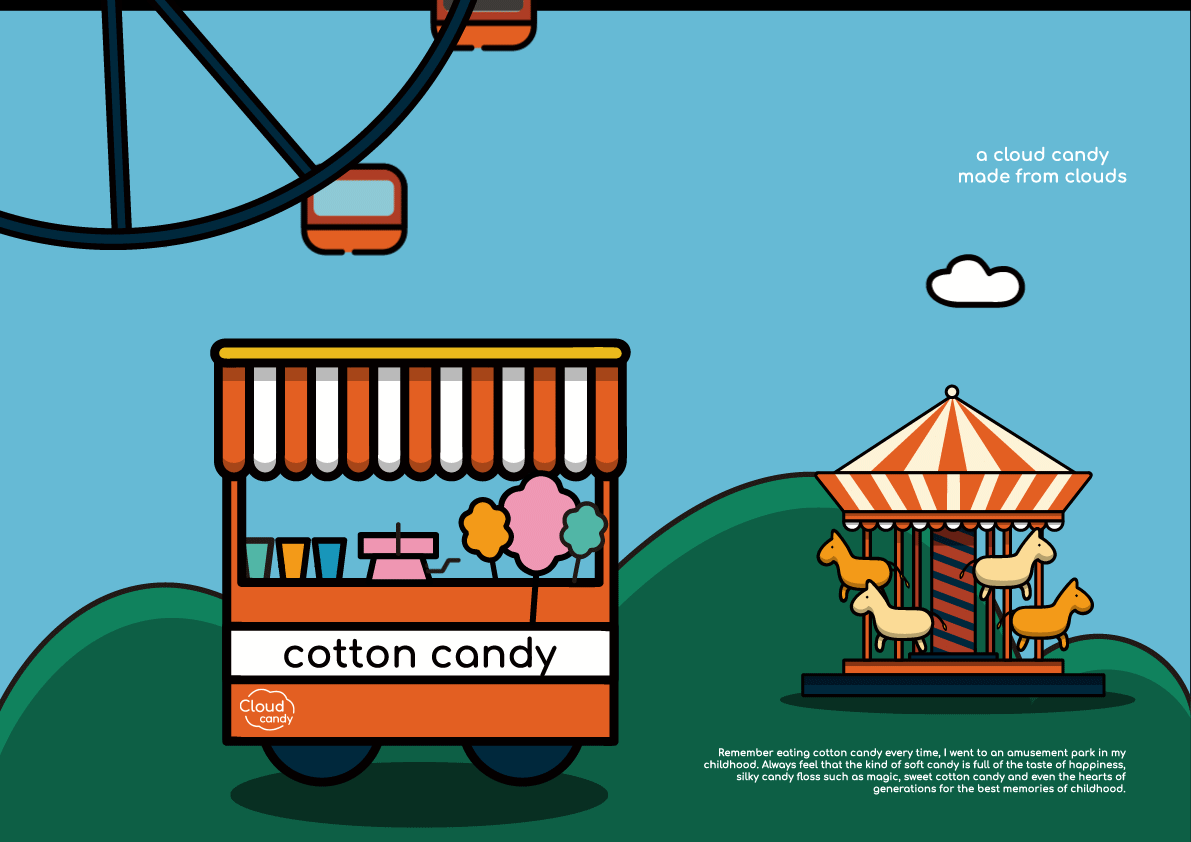 a cloud candy
made from clouds
cotton candy
Cloud
candy
Remember eating cotton candy every time, I went to an amusement park in my
childhood. Always feel that the kind of soft candy is full of the taste of happiness,
silky candy floss such as magic, sweet cotton candy and even the hearts of
generations for the best memories of childhood.